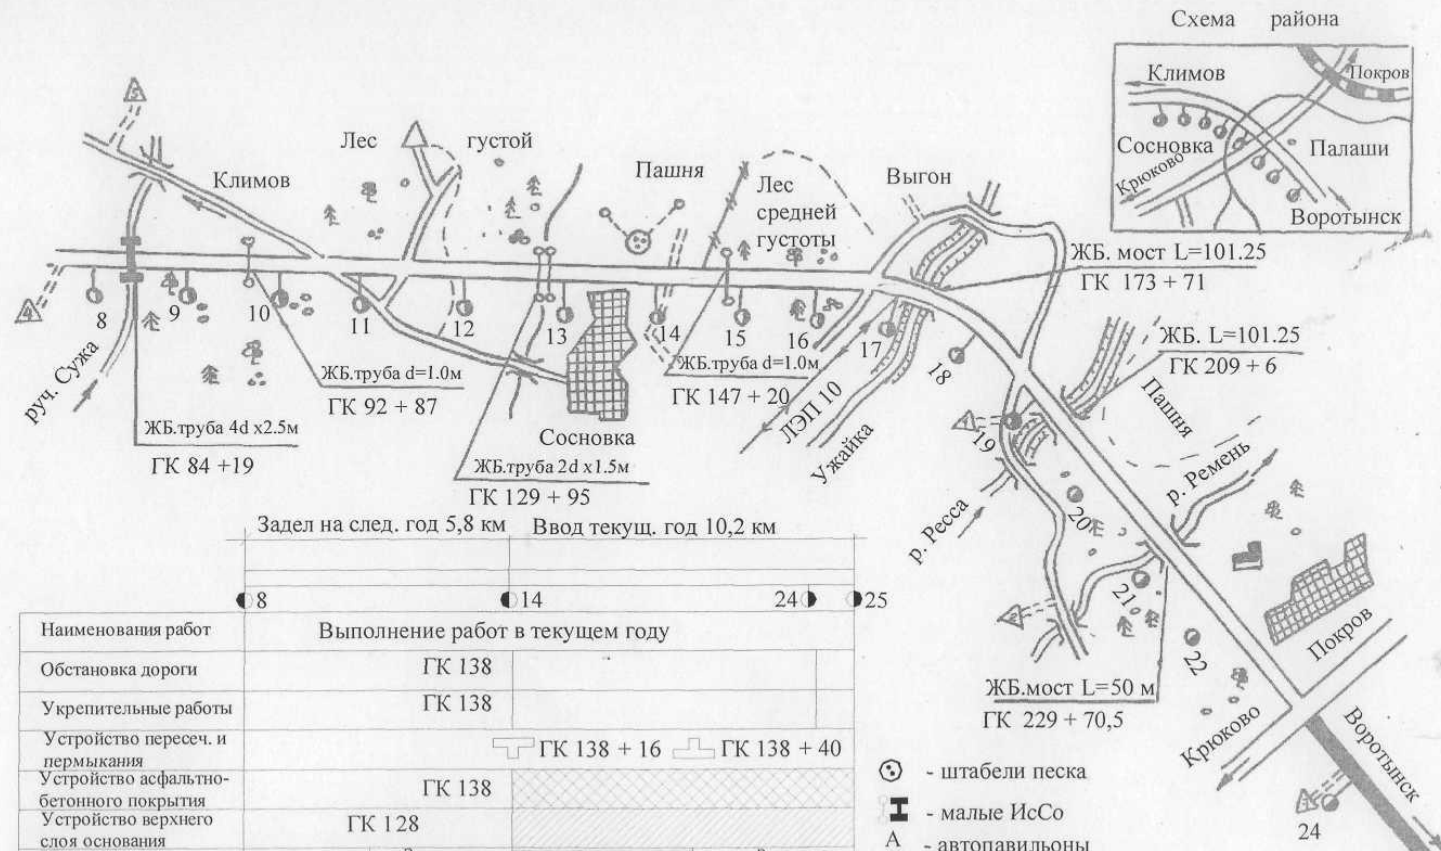 Схема района
Климов
Покров
Сосновка
Палаши
Крюково
Воротынск
Лес густой
Климов
Пашня
Лес
средней
густоты
Выгон
ЖБ. мост L=101.25
ГК 173 + 71
8
9
10
11
12
13
14
15
16
17
18
19
20
21
22
24
руч. Сужа
ЖБ.труба d=1.0м
ГК 92 + 87
ЖБ.труба 4d x2.5м
ГК 84 +19
Сосновка
ЖБ.труба 2d x1.5м
ГК 129 + 95
ЖБ.труба d=1.0м
ГК 147 + 20
ЛЭП 10
Ужайка
ЖБ. L=101.25
ГК 209 + 6
Пашня
р. Ремень
р. Ресса
Покров
ЖБ.мост L=50 м
ГК 229 + 70,5
Крюково
Воротынск
Задел на след. год 5,8 км Ввод текущ. год 10,2 км
8 14 24 25
Наименования работ Выполнение работ в текущем году
Обстановка дороги ГК 138
Укрепительные работы ГК 138
Устройство пересеч. и
пермыкания
ГК 138 + 16 ГК 138 + 40
Устройство асфальтно-
бетонного покрытия
ГК 138
Устройство верхнего
слоя основания
ГК 128
- штабели песка
- малые ИсСо
А - автопавильоны